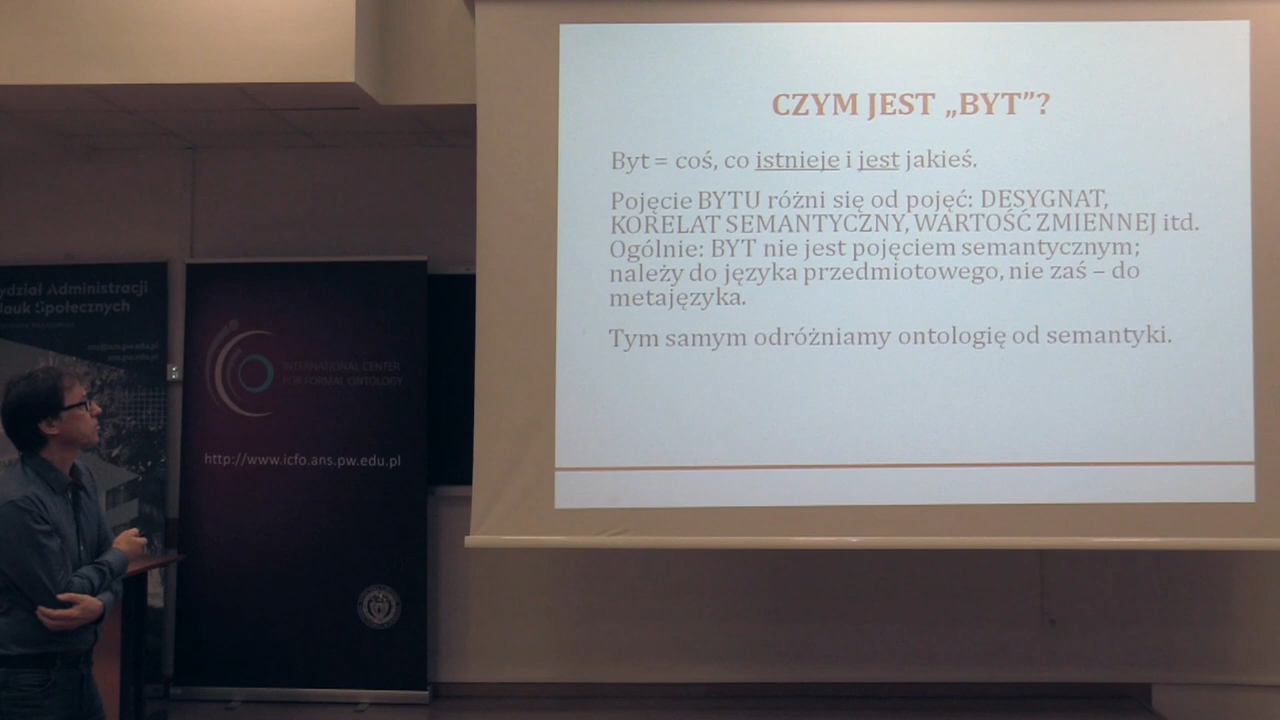 CZYM JEST „BYT”?
Byt = coś, co istnieje i jest jakieś.
Pojęcie BYTU różni się od pojęć: DESYGNAT,
KORELAT SEMANTYCZNY, WARTOŚĆ ZMIENNEJ itd.
Ogólnie: BYT nie jest pojęciem semantycznym;
należy do języka przedmiotowego, nie zaś – do
metajęzyka.
Tym samym odróżniamy ontologię od semantyki.
ydział Administracji
Nauk Społecznych
INTERNATIONAL CENTER
FOR FORMAL ONTOLOGY
http://www.icfo.ans.pw.edu.pl